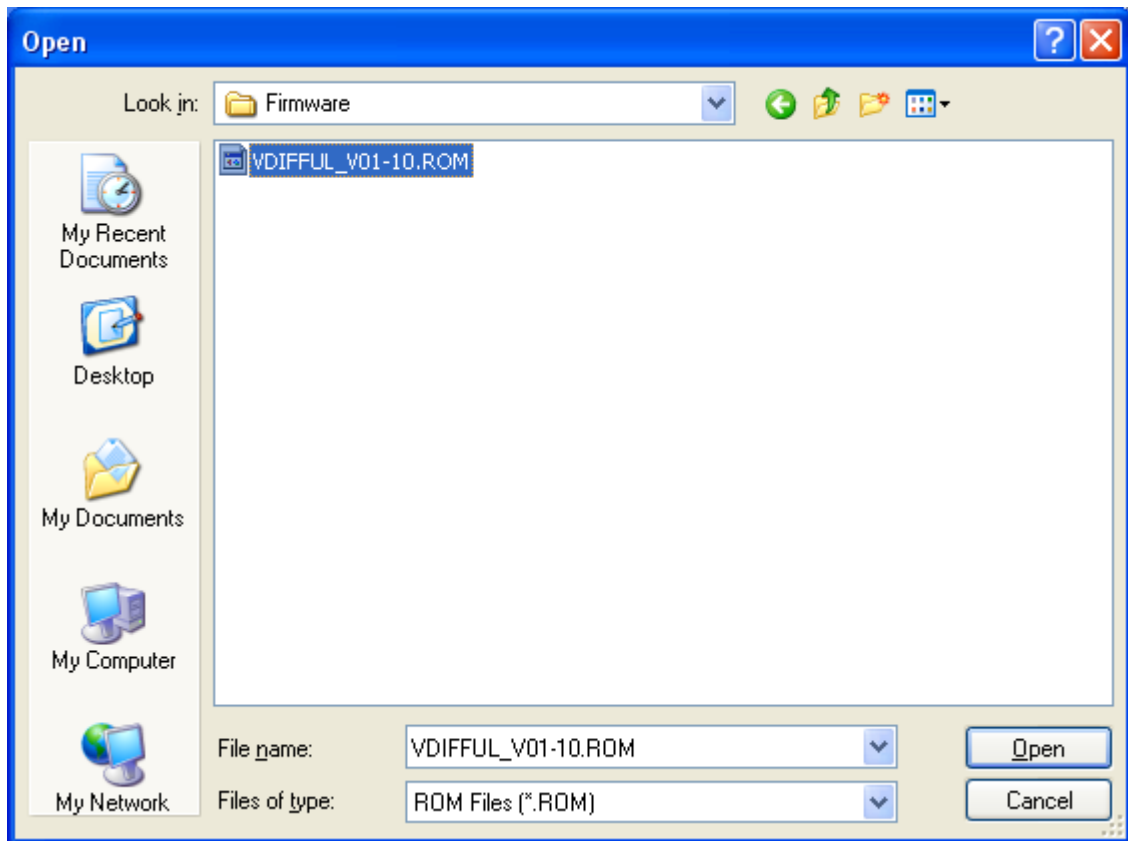 Open
Look in:
Firmware
VDIFFUL_V01-10.ROM
My Recent
Documents
Desktop
My Documents
My Computer
My Network
File name:
VDIFFUL_V01-10.ROM
Open
Files of type:
ROM Files (*.ROM)
Cancel